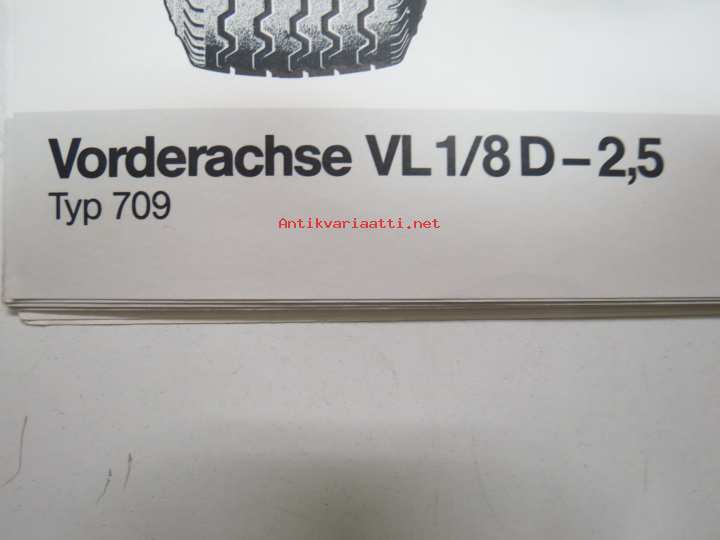 Vorderachse VL 1/8 D – 2,5
Typ 709
Antikvariaatti.net